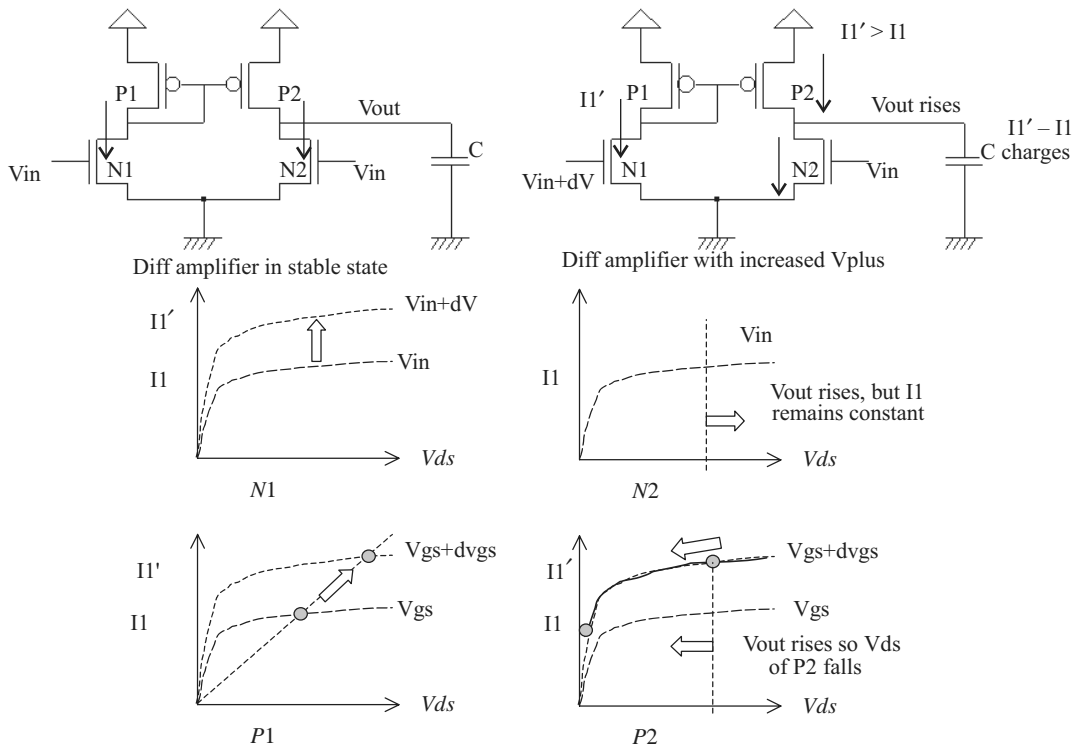 P1
P2
Vout
Vin
N1
N2
Vin
C
Diff amplifier in stable state
I1′ > I1
I1′
P1
P2
Vout rises
Vin+dV
N1
N2
Vin
I1′ – I1
C charges
Diff amplifier with increased Vplus
I1′
I1
Vin+dV
Vin
Vds
N1
I1
Vin
Vout rises, but I1
remains constant
Vds
N2
I1'
I1
Vgs+dvgs
Vgs
Vds
P1
I1′
I1
Vgs+dvgs
Vgs
Vout rises so Vds
of P2 falls
Vds
P2